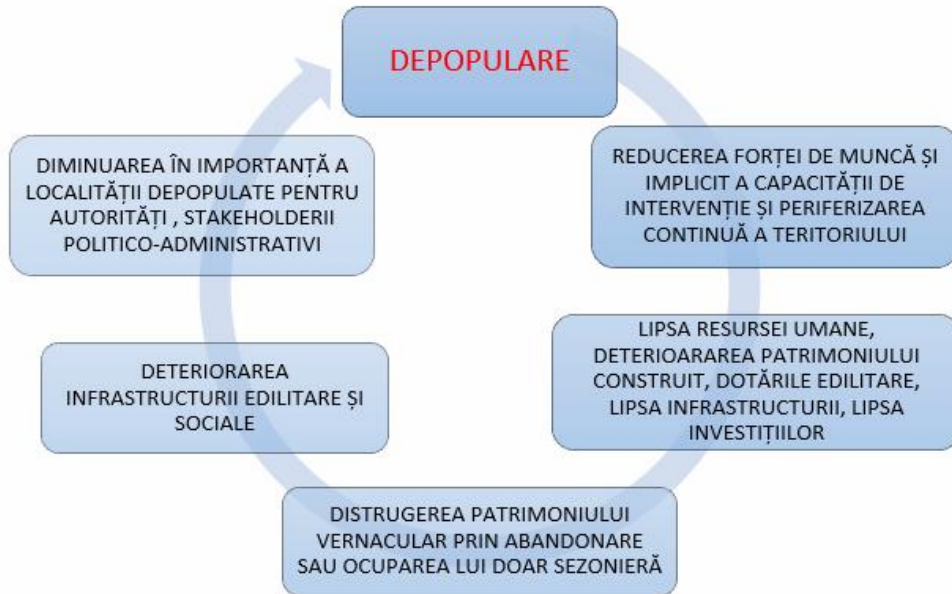 DEPOPULARE
REDUCEREA FORȚEI DE MUNCĂ ȘI
IMPLICIT A CAPACITĂȚII DE
INTERVENȚIE ȘI PERIFERIZAREA
CONTINUĂ A TERITORIULUI
LIPSA RESURSEI UMANE,
DETERIOARAREA PATRIMONIULUI
CONSTRUIT, DOTĂRILE EDILITARE,
LIPSA INFRASTRUCTURII, LIPSA
INVESTIȚIILOR
DISTRUGEREA PATRIMONIULUI
VERNACULAR PRIN ABANDONARE
SAU OCUPAREA LUI DOAR SEZONIERĂ
DETERIORAREA
INFRASTRUCTURII EDILITARE ȘI
SOCIALE
DIMINUAREA ÎN IMPORTANȚĂ A
LOCALITĂȚII DEPOPULATE PENTRU
AUTORITĂȚI , STAKEHOLDERII
POLITICO-ADMINISTRATIVI